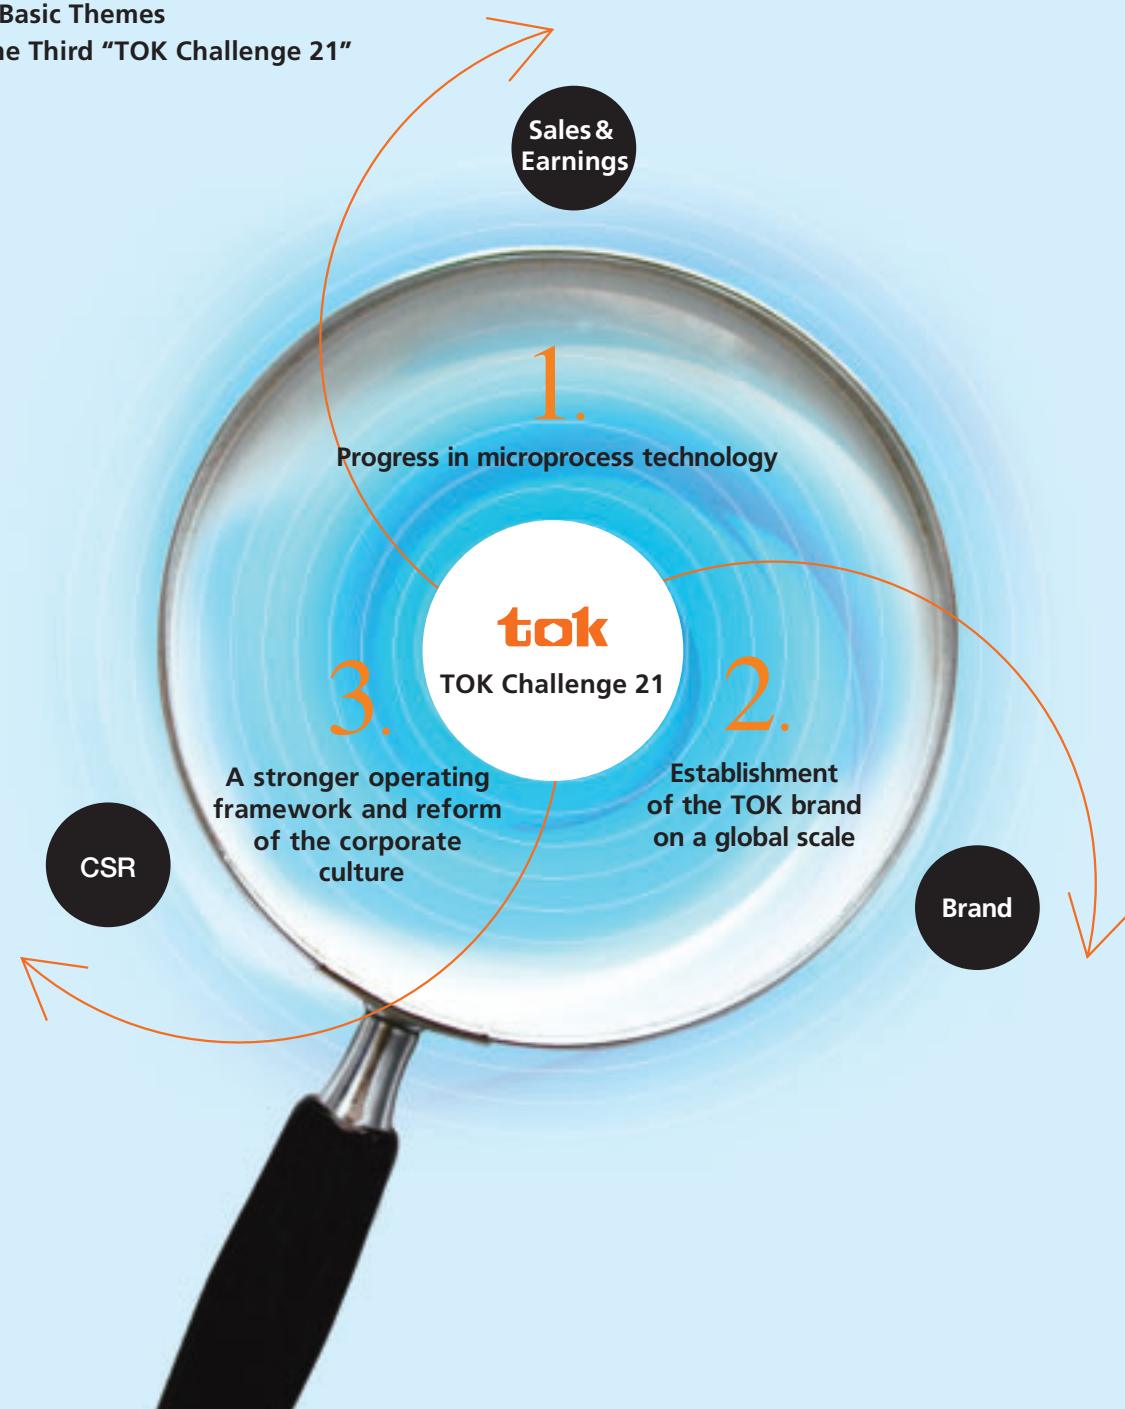 Basic Themes
Third “TOK Challenge 21”
Sales &
Earnings
1.
Progress in microprocess technology
tok
TOK Challenge 21
3.
A stronger operating
framework and reform
of the corporate
culture
2.
Establishment
of the TOK brand
on a global scale
CSR
Brand